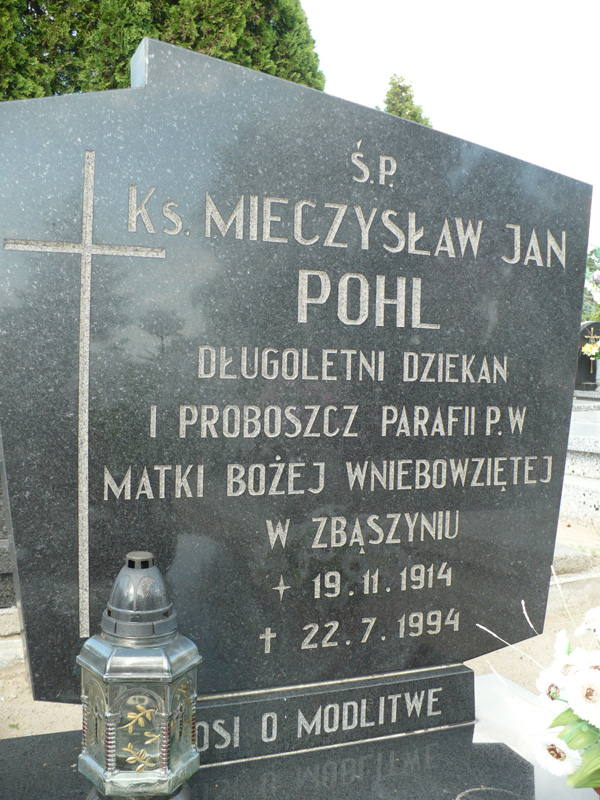 Ś.P.
Ks. MIECZYSŁAW JAN
POHL
DŁUGOLETNI DZIEKAN
I PROBOSZCZ PARAFII P.W
MATKI BOŻEJ WNIEBOWZIĘTEJ
W ZBĄSZYNIU
19.11.1914
† 22.7.1994
O MODLITWE